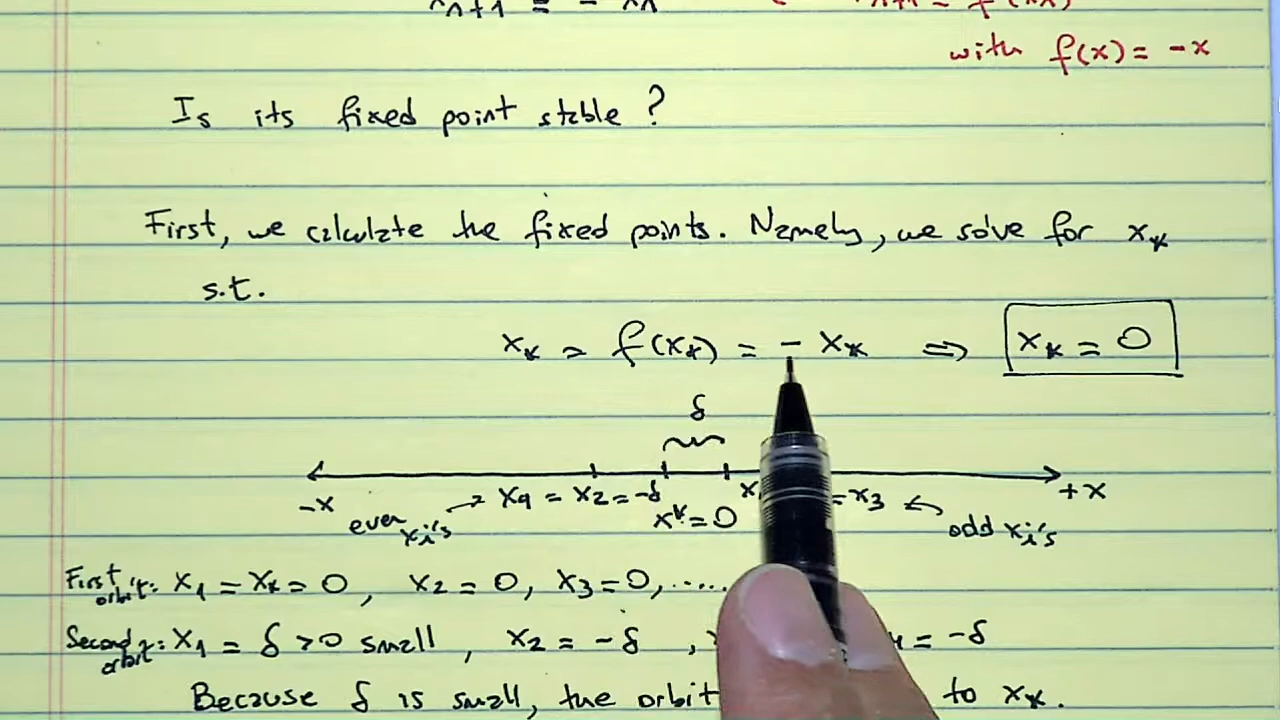 with f(x) = -x
Is its fixed point stable ?
First, we calculate the fixed points. Namely, we solve for x*
s.t.
x* = f(x*) = - x* ⇔ x* = 0
δ
-x even xi's → x4 = x2 = -δ x* = 0 = x3 ← odd xi's +x
First orbit: x1 = x* = 0 , x2 = 0, x3 = 0, .....
Second orbit: x1 = δ > 0 small , x2 = - δ , = -δ
Because δ is small, the orbit to x*.